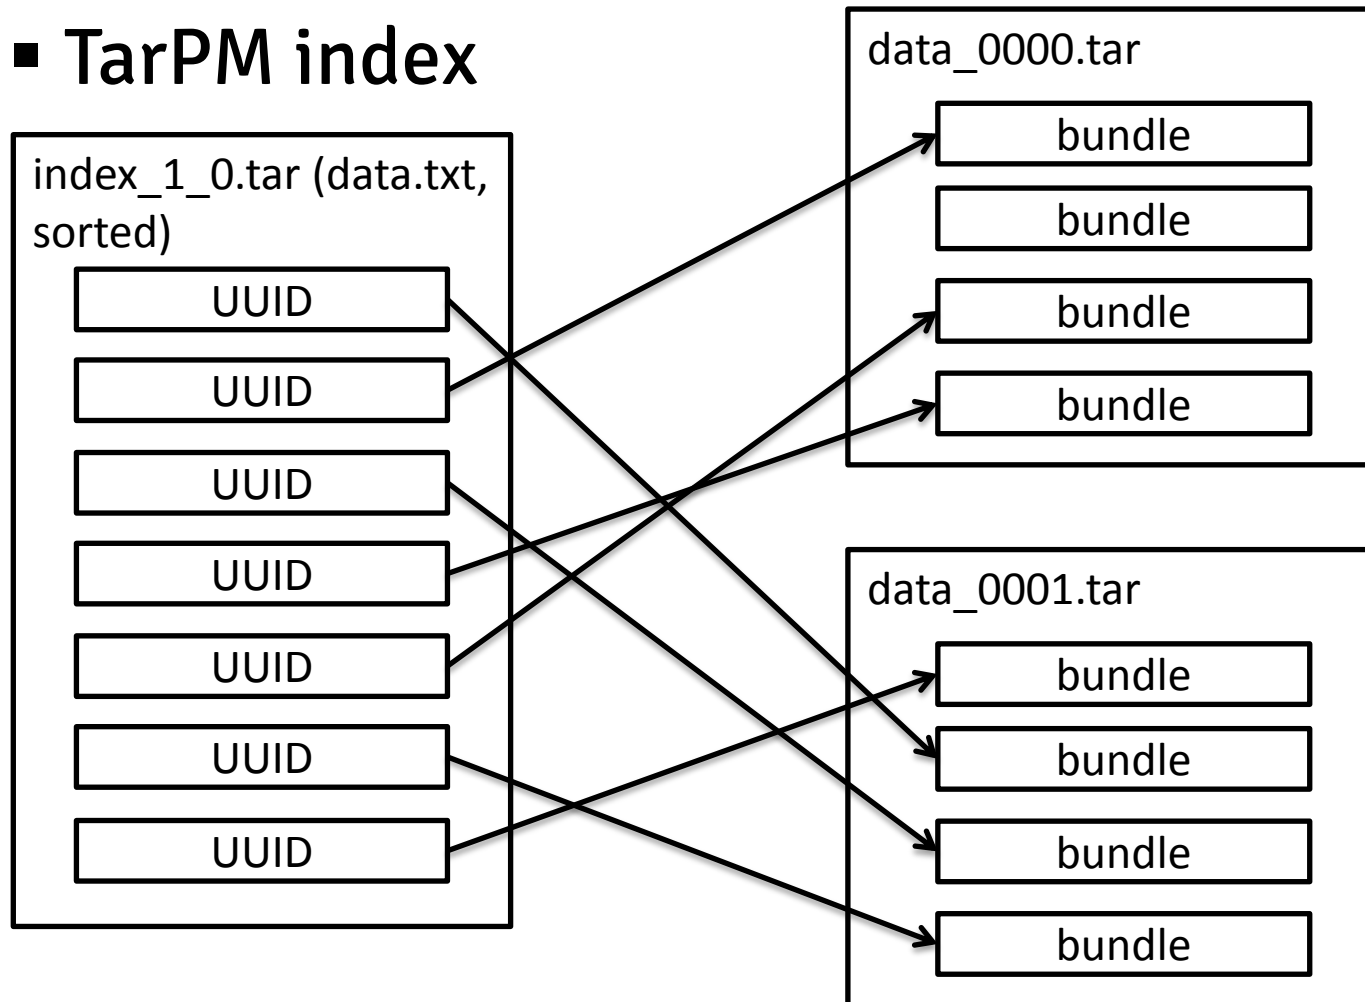 ▪ TarPM index
index_1_0.tar (data.txt,
sorted)
UUID
UUID
UUID
UUID
UUID
UUID
UUID
data_0000.tar
bundle
bundle
bundle
bundle
data_0001.tar
bundle
bundle
bundle
bundle